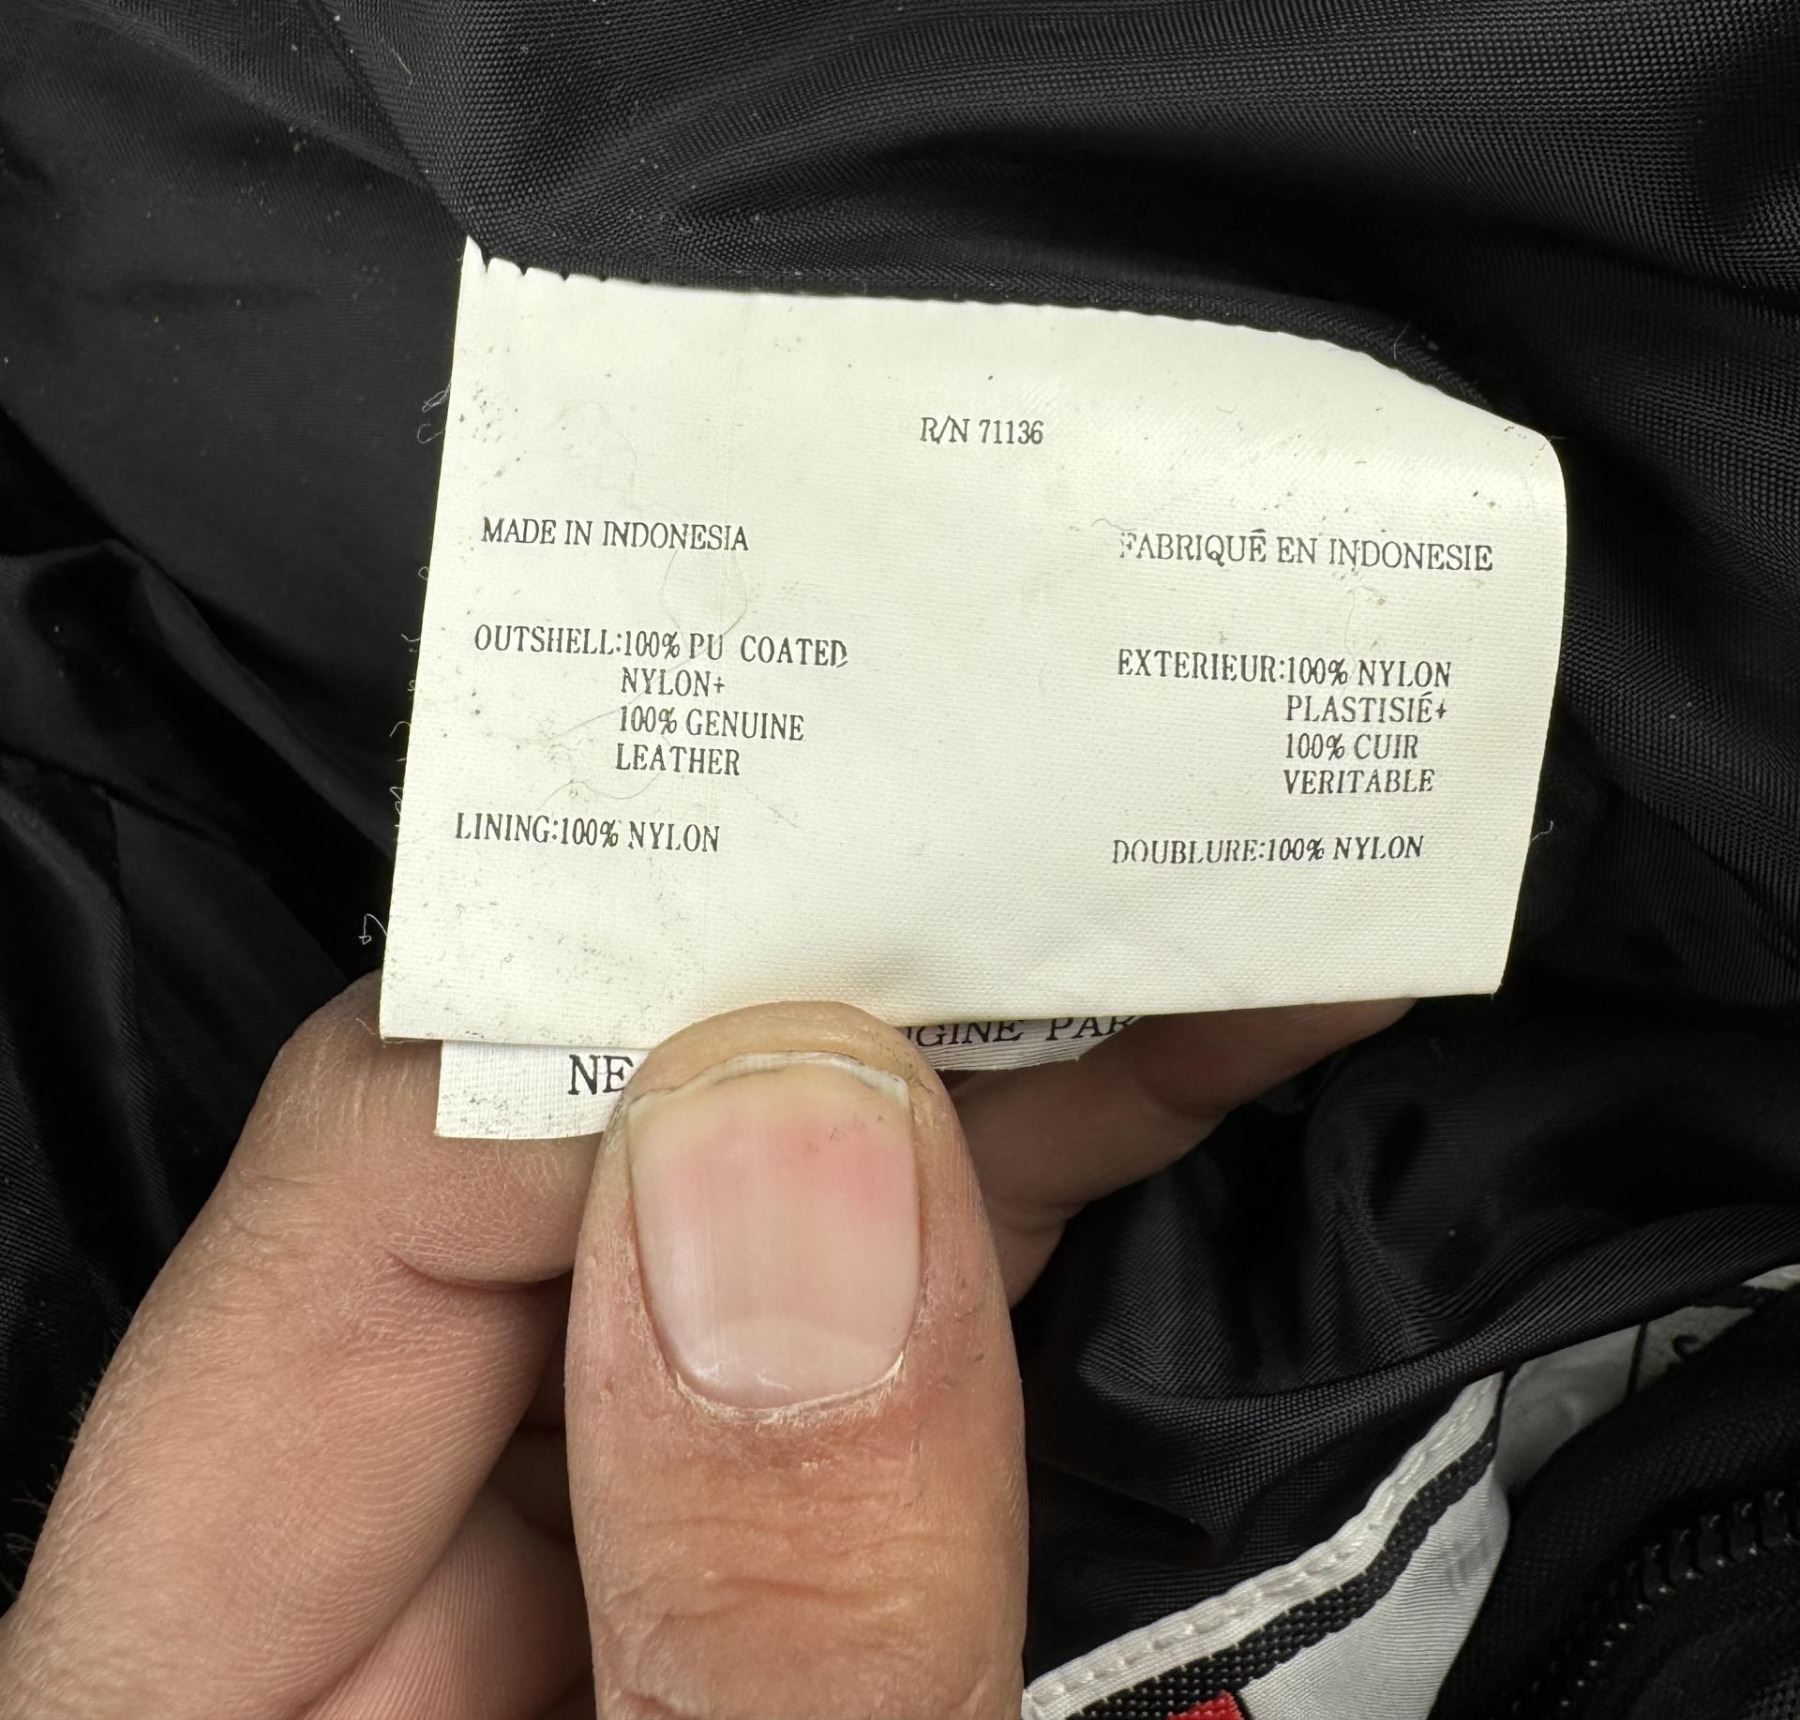 R/N 71136
MADE IN INDONESIA
OUTSHELL:100% PU COATED
NYLON+
100% GENUINE
LEATHER
LINING:100% NYLON
FABRIQUÉ EN INDONESIE
EXTERIEUR:100% NYLON
PLASTISIÉ+
100% CUIR
VERITABLE
DOUBLURE:100% NYLON